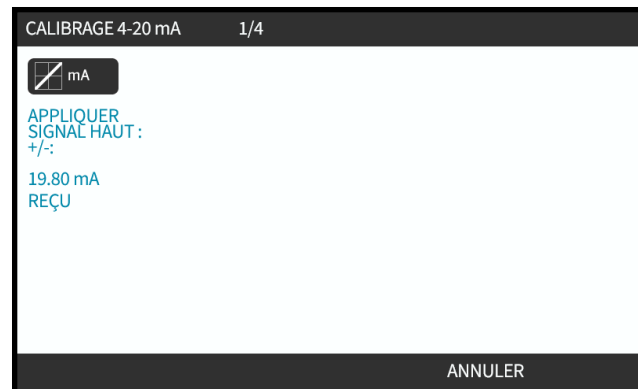 CALIBRAGE 4-20 mA 1/4
mA
APPLIQUER
SIGNAL HAUT :
+/-:
19.80 mA
REÇU
ANNULER